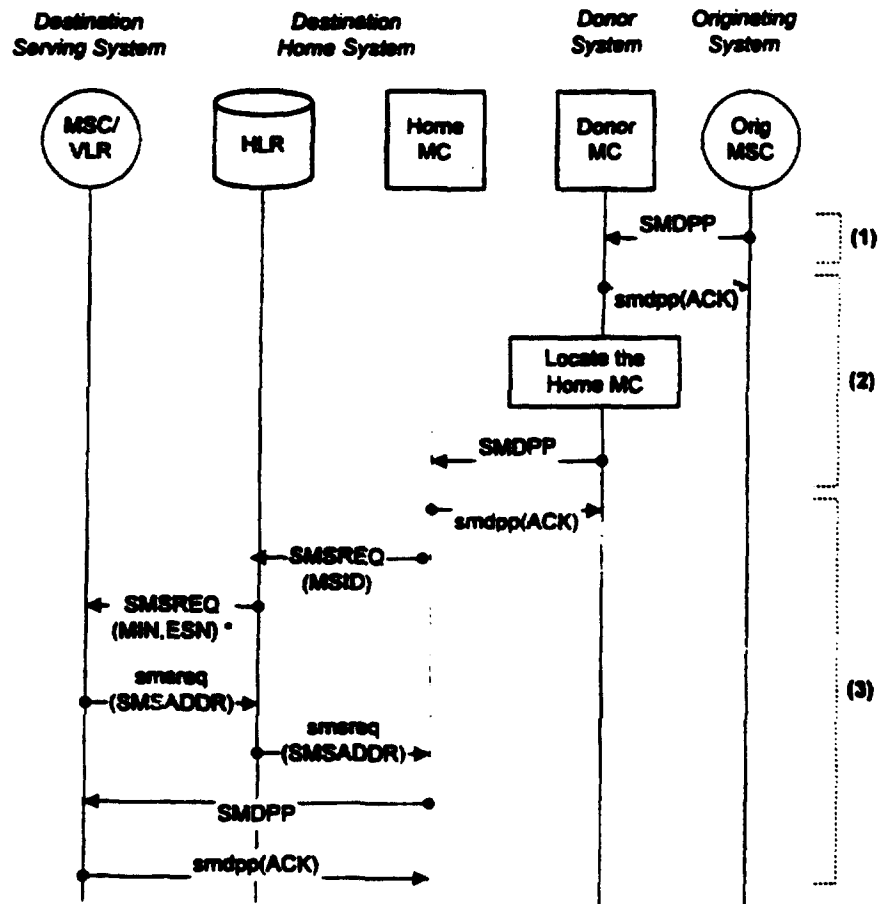 Destination
Serving System
Destination
Home System
Donor
System
Originating
System
MSC/
VLR
HLR
Home
MC
Donor
MC
Orig
MSC
SMDPP
(1)
smdpp(ACK)
Locate the
Home MC
(2)
SMDPP
smdpp(ACK)
SMSREQ
(MSID)
SMSREQ
(MIN,ESN) *
smsreq
(SMSADDR)
(3)
smsreq
(SMSADDR)
SMDPP
smdpp(ACK)